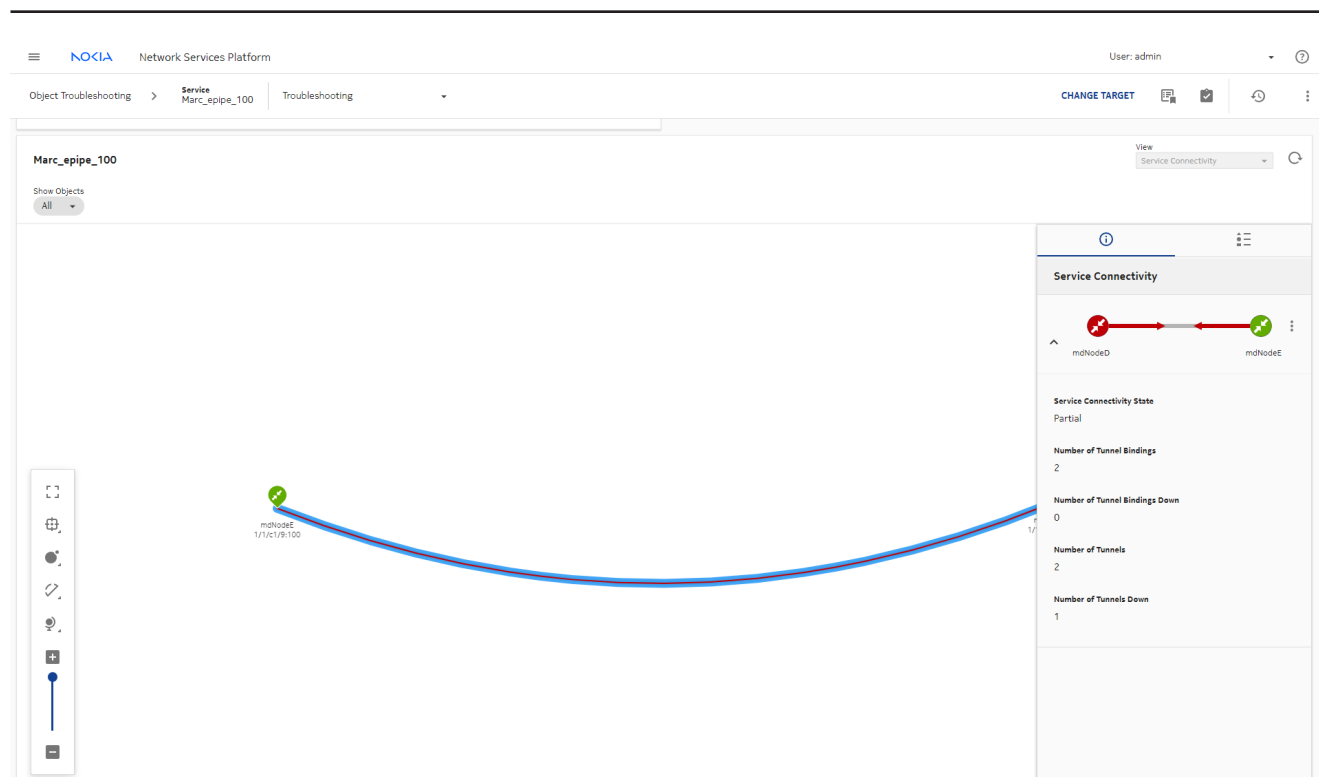 NOKIA Network Services Platform User: admin
Object Troubleshooting > Service Marc_epipe_100 Troubleshooting CHANGE TARGET
Marc_epipe_100
View
Service Connectivity
Show Objects
All
Service Connectivity
mdNodeD mdNodeE
Service Connectivity State
Partial
Number of Tunnel Bindings
2
Number of Tunnel Bindings Down
0
Number of Tunnels
2
Number of Tunnels Down
1
mdNodeE
1/1/c1/9:100